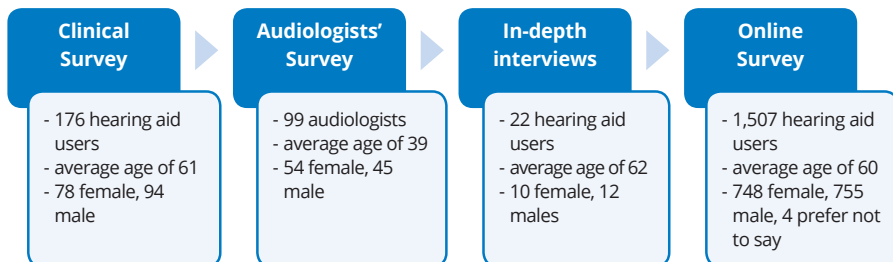 Clinical
Survey
- 176 hearing aid
users
- average age of 61
- 78 female, 94
male
Audiologists’
Survey
- 99 audiologists
- average age of 39
- 54 female, 45
male
In-depth
interviews
- 22 hearing aid
users
- average age of 62
- 10 female, 12
males
Online
Survey
- 1,507 hearing aid
users
- average age of 60
- 748 female, 755
male, 4 prefer not
to say